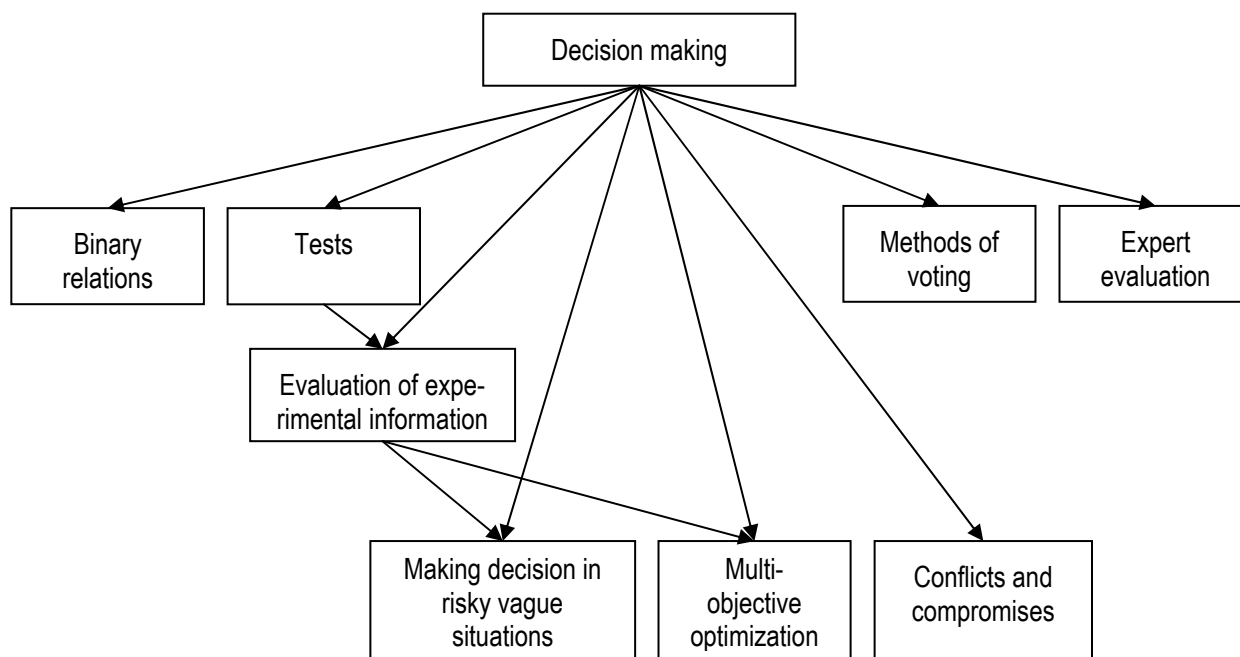 Decision making
Binary
relations
Tests
Methods of
voting
Expert
evaluation
Evaluation of expe-
rimental information
Making decision in
risky vague
situations
Multi-
objective
optimization
Conflicts and
compromises